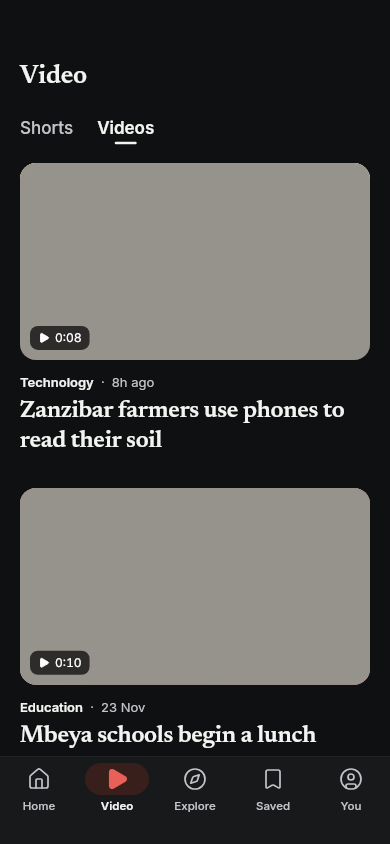 Video
Shorts Videos
0:08
Technology · 8h ago
Zanzibar farmers use phones to
read their soil
0:10
Education · 23 Nov
Mbeya schools begin a lunch
Home Video Explore Saved You